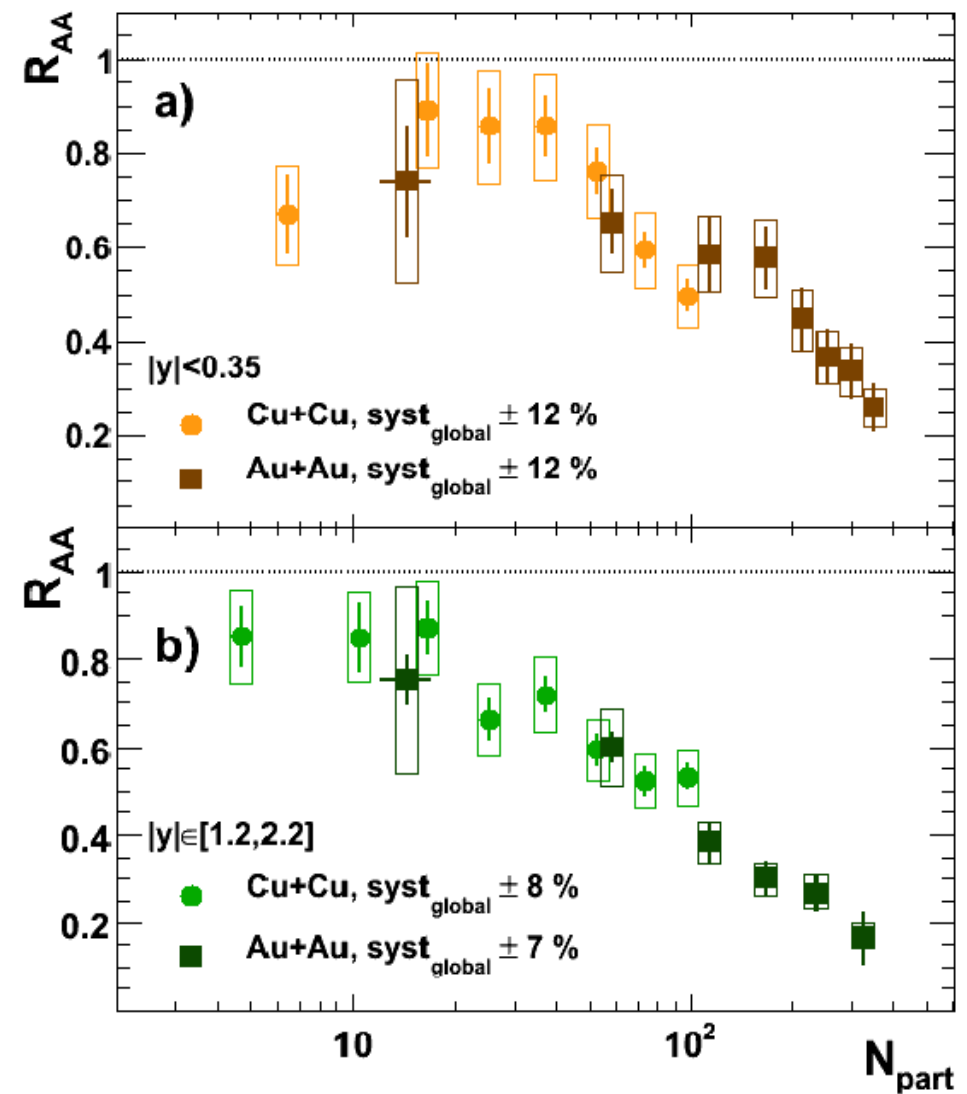 R_AA
a)
1
0.8
0.6
0.4
0.2
|y|<0.35
Cu+Cu, syst_global ± 12 %
Au+Au, syst_global ± 12 %
R_AA
b)
1
0.8
0.6
0.4
0.2
|y|∈[1.2,2.2]
Cu+Cu, syst_global ± 8 %
Au+Au, syst_global ± 7 %
10 10²
N_part